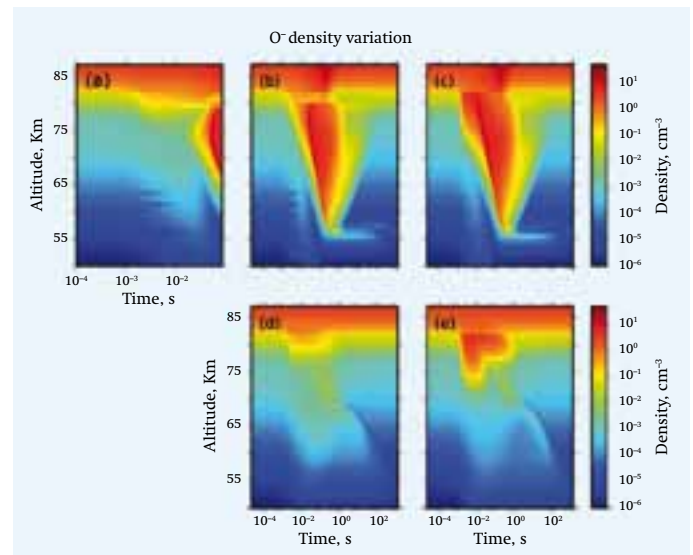 O⁻ density variation
85
75
65
55
Altitude, Km
(a)
(b)
(c)
10¹
10⁰
10⁻¹
10⁻²
10⁻³
10⁻⁴
10⁻⁵
10⁻⁶
Density, cm⁻³
10⁻⁴ 10⁻³ 10⁻²
Time, s
85
75
65
55
Altitude, Km
(d)
(e)
10¹
10⁰
10⁻¹
10⁻²
10⁻³
10⁻⁴
10⁻⁵
10⁻⁶
Density, cm⁻³
10⁻⁴ 10⁻² 10⁰ 10² 10⁻⁴ 10⁻² 10⁰ 10²
Time, s Time, s